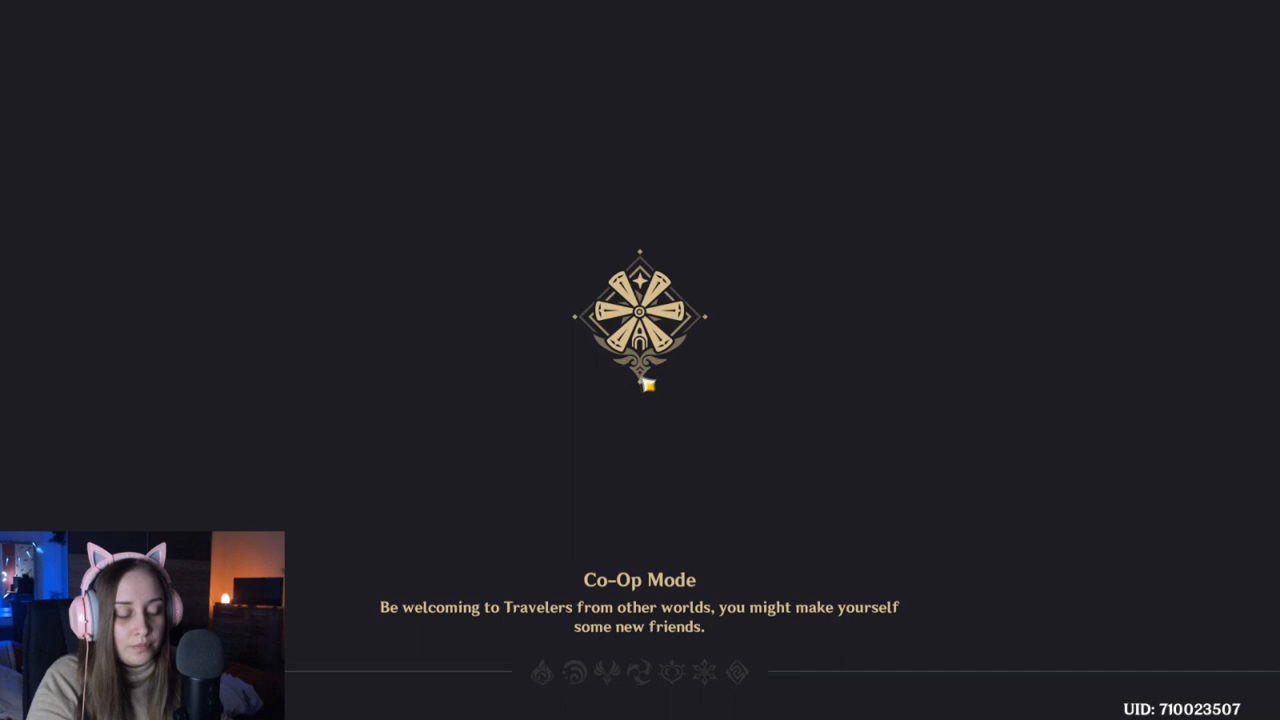 Co-Op Mode
Be welcoming to Travelers from other worlds, you might make yourself
some new friends.
UID: 710023507